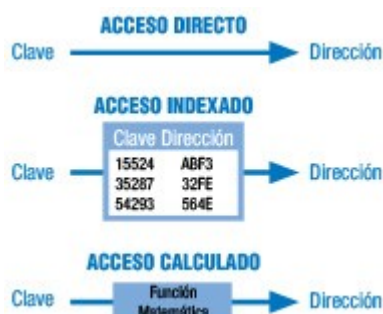 ACCESO DIRECTO
Clave Dirección
ACCESO INDEXADO
Clave Dirección
15524 ABF3
Clave 35287 32FE Dirección
54293 564E
ACCESO CALCULADO
Función
Clave Matemática Dirección